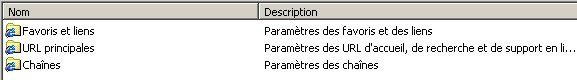 Nom Description
Favoris et liens Paramètres des favoris et des liens
URL principales Paramètres des URL d'accueil, de recherche et de support en li...
Chaînes Paramètres des chaînes